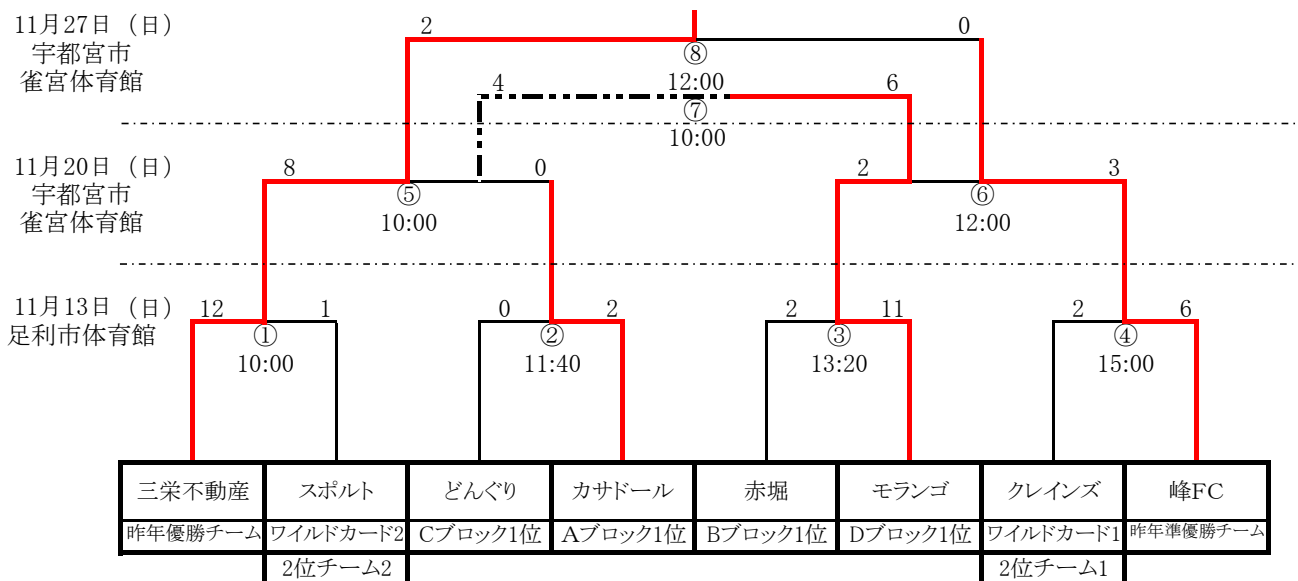 11月27日（日）
宇都宮市
雀宮体育館
2
0
⑧
12:00
4
6
⑦
10:00
11月20日（日）
宇都宮市
雀宮体育館
8
0
2
3
⑤
⑥
10:00
12:00
11月13日（日）
足利市体育館
12
1
0
2
2
11
2
6
①
②
③
④
10:00
11:40
13:20
15:00
三栄不動産 スポルト どんぐり カサドール 赤堀 モランゴ クレインズ 峰FC
昨年優勝チーム ワイルドカード2 Cブロック1位 Aブロック1位 Bブロック1位 Dブロック1位 ワイルドカード1 昨年準優勝チーム
2位チーム2 2位チーム1